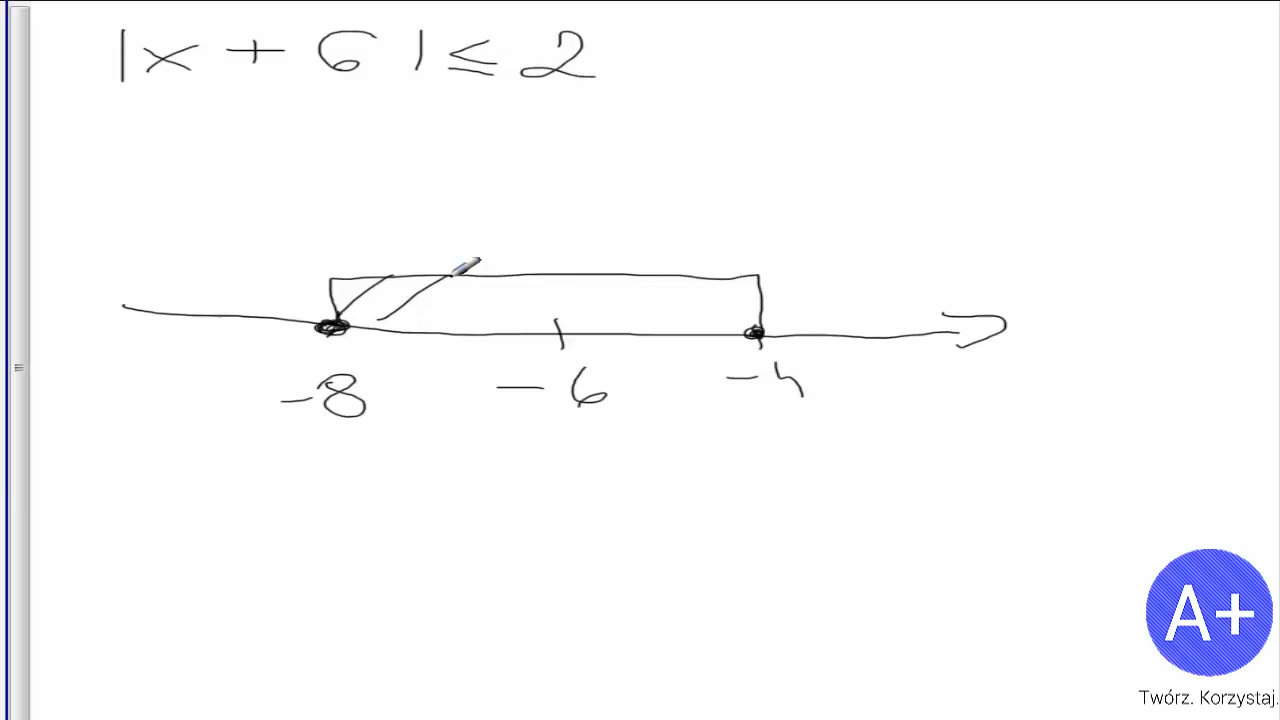 |x + 6| ≤ 2
-8 - 6 -4
A+
Twórz. Korzystaj.